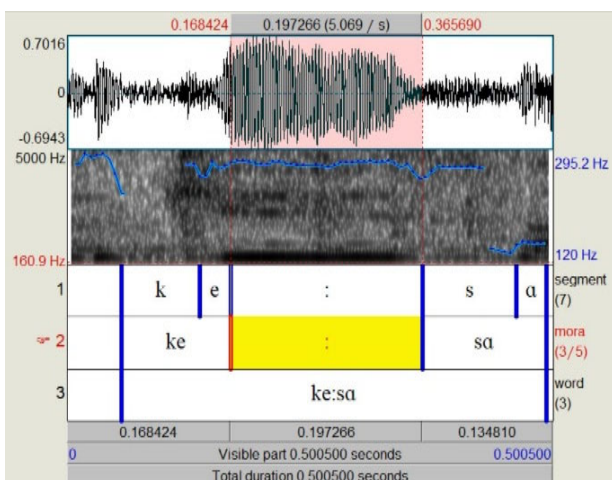 0.168424 0.197266 (5.069 / s) 0.365690
0.7016
0
-0.6943
5000 Hz 295.2 Hz
160.9 Hz 120 Hz
1 k e : s ɑ segment (7)
2 ke : sɑ mora (3/5)
3 ke:sɑ word (3)
0.168424 0.197266 0.134810
0 Visible part 0.500500 seconds 0.500500
Total duration 0.500500 seconds